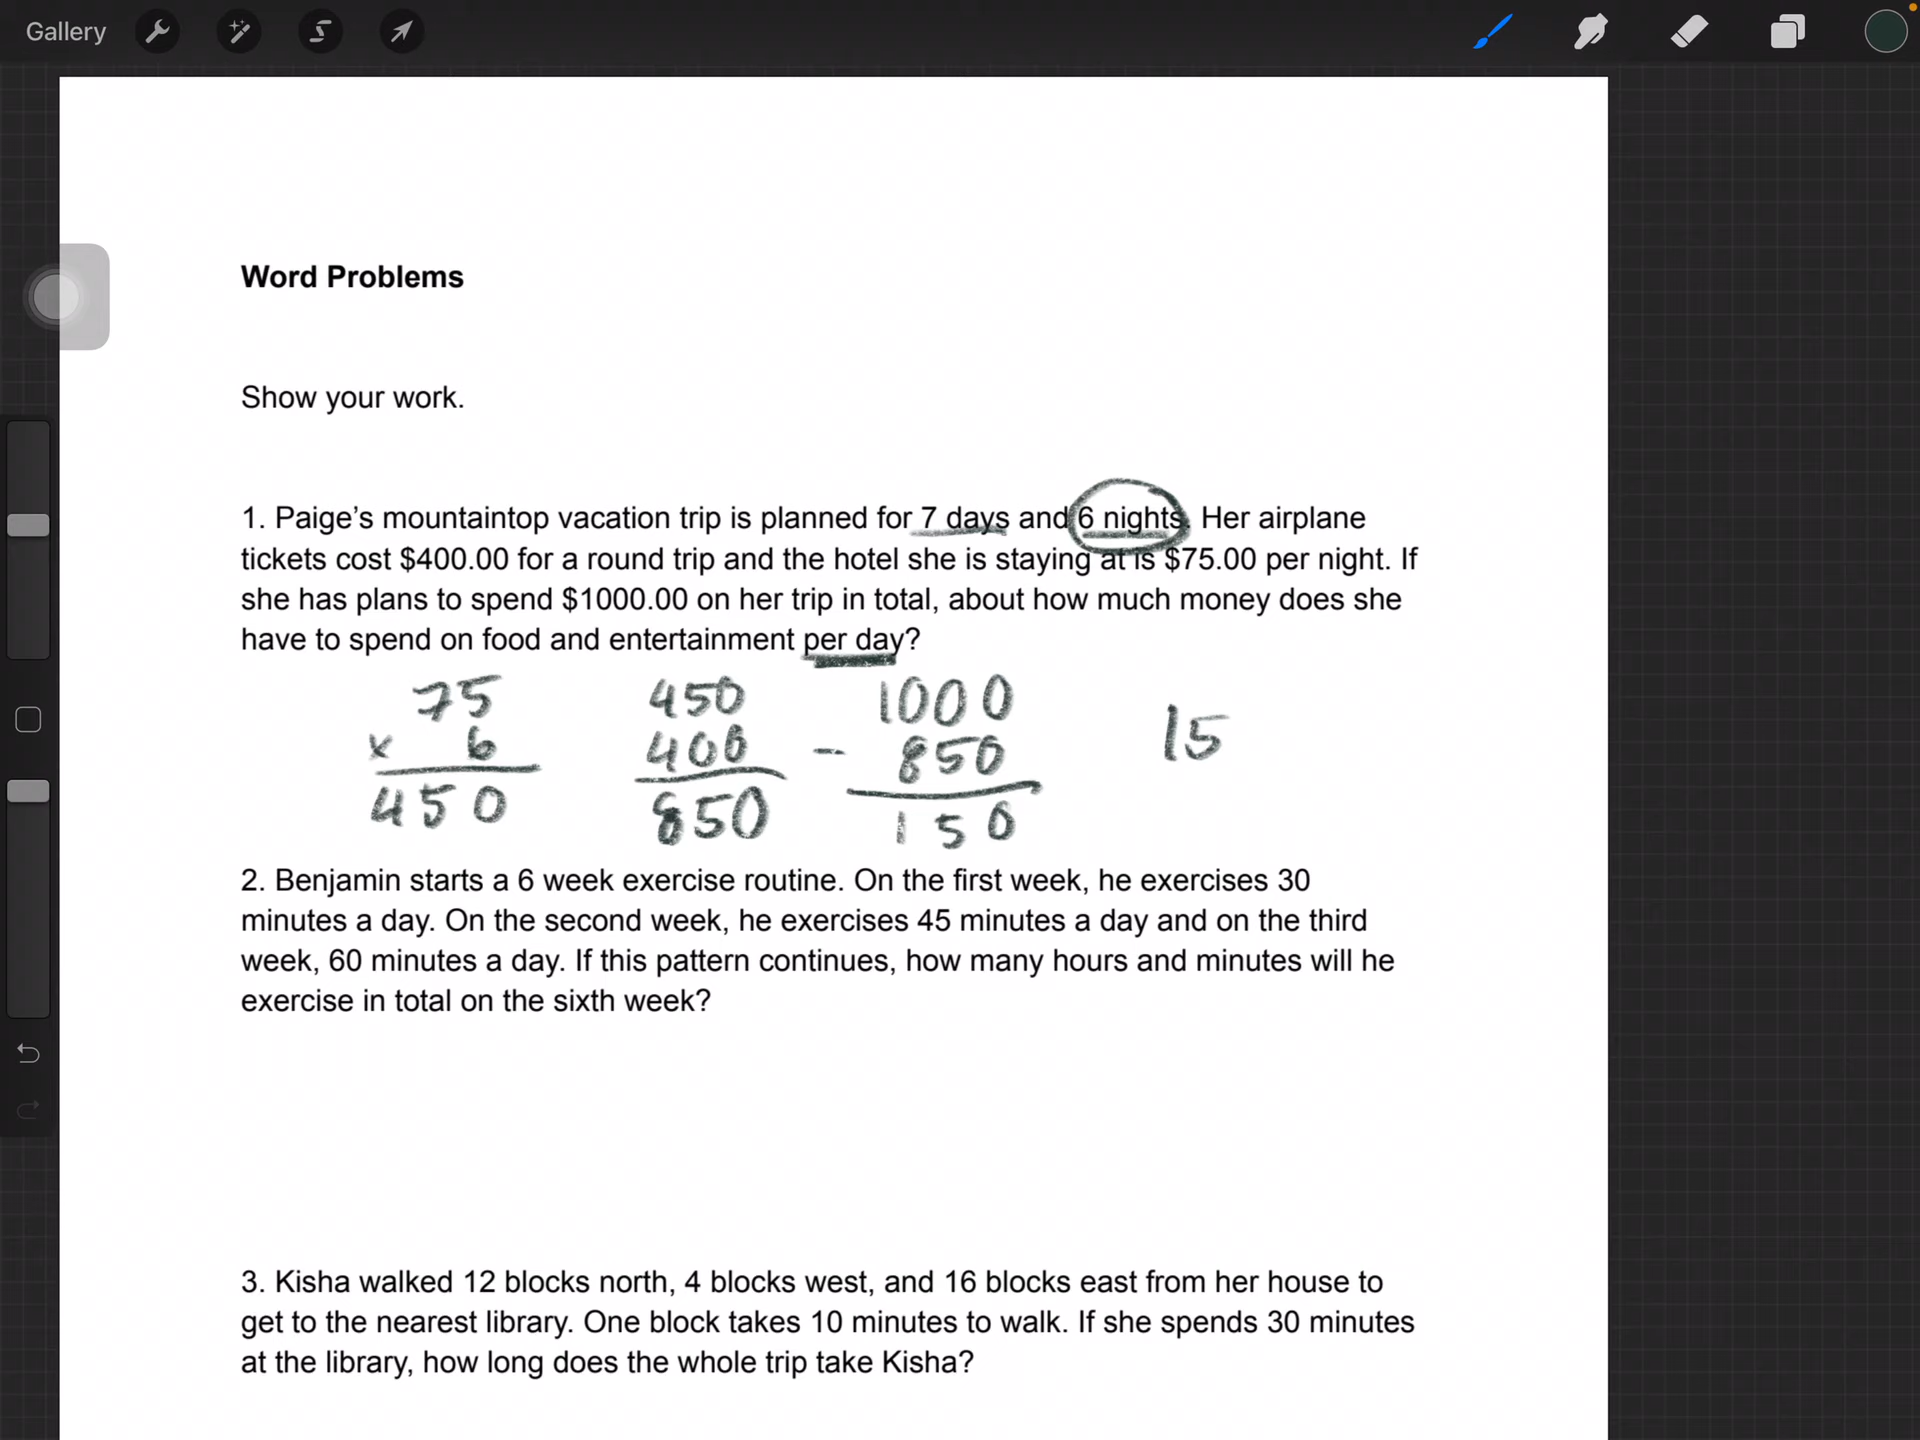 Gallery
Word Problems
Show your work.
1. Paige’s mountaintop vacation trip is planned for 7 days and 6 nights. Her airplane
tickets cost $400.00 for a round trip and the hotel she is staying at is $75.00 per night. If
she has plans to spend $1000.00 on her trip in total, about how much money does she
have to spend on food and entertainment per day?
75 450 1000 15
x 6 400 - 850
450 850 150
2. Benjamin starts a 6 week exercise routine. On the first week, he exercises 30
minutes a day. On the second week, he exercises 45 minutes a day and on the third
week, 60 minutes a day. If this pattern continues, how many hours and minutes will he
exercise in total on the sixth week?
3. Kisha walked 12 blocks north, 4 blocks west, and 16 blocks east from her house to
get to the nearest library. One block takes 10 minutes to walk. If she spends 30 minutes
at the library, how long does the whole trip take Kisha?